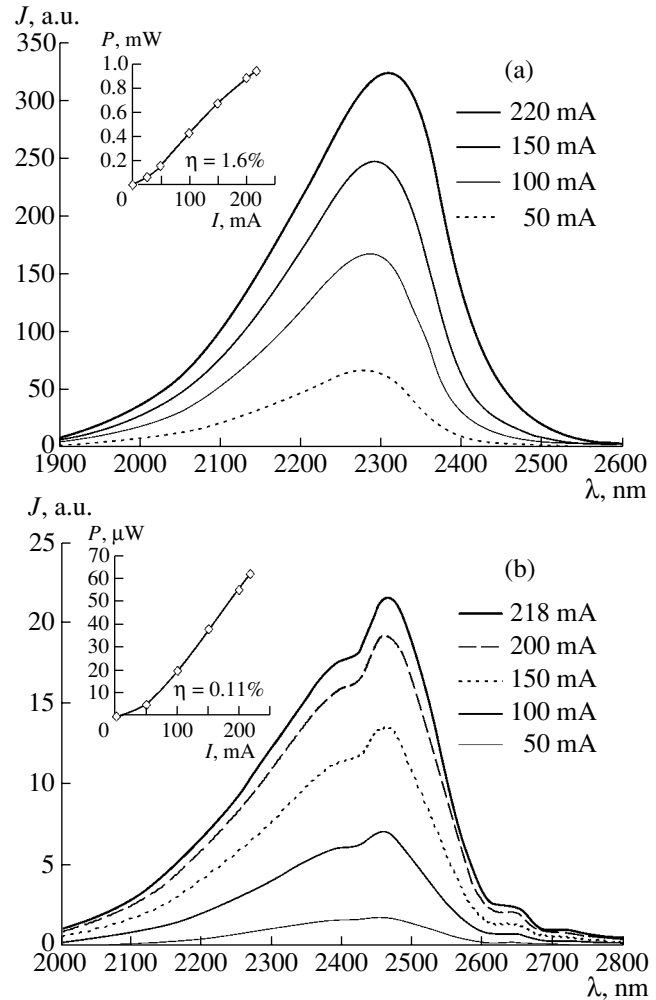 J, a.u.
350
300
250
200
150
100
50
0
P, mW
1.0
0.8
0.6
0.4
0.2
0 100 200
I, mA
η = 1.6%
(a)
220 mA
150 mA
100 mA
50 mA
1900 2000 2100 2200 2300 2400 2500 2600
λ, nm
J, a.u.
25
20
15
10
5
0
P, μW
70
60
50
40
30
20
10
0 100 200
I, mA
η = 0.11%
(b)
218 mA
200 mA
150 mA
100 mA
50 mA
2000 2100 2200 2300 2400 2500 2600 2700 2800
λ, nm